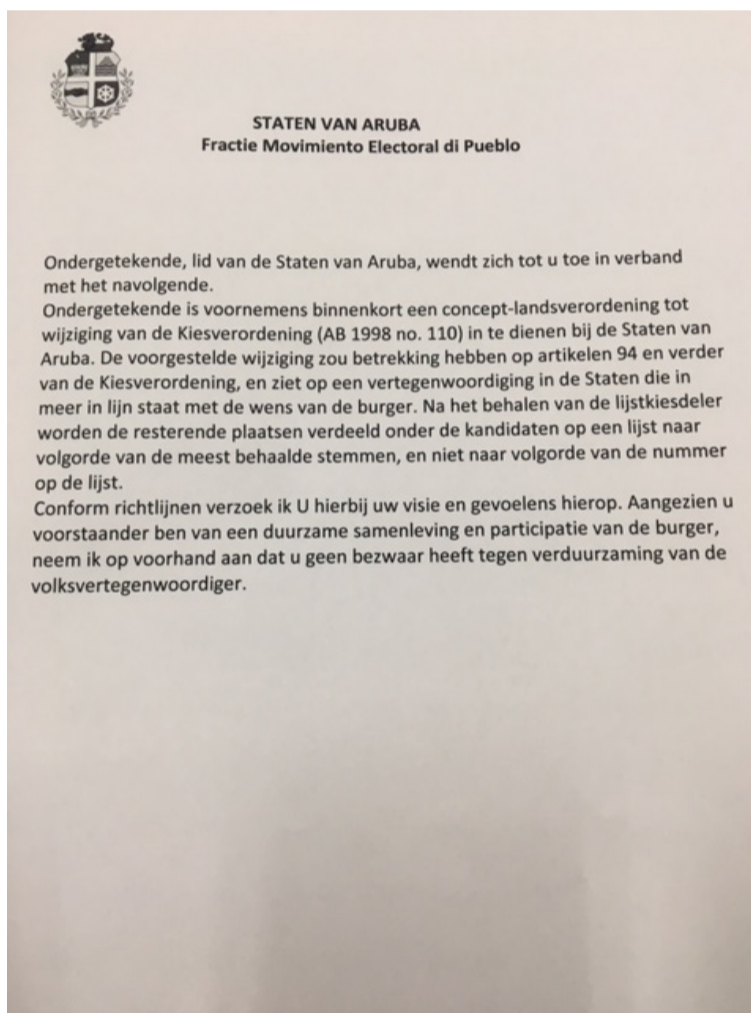 STATEN VAN ARUBA
Fractie Movimiento Electoral di Pueblo
Ondergetekende, lid van de Staten van Aruba, wendt zich tot u toe in verband
met het navolgende.
Ondergetekende is voornemens binnenkort een concept-landsverordening tot
wijziging van de Kiesverordening (AB 1998 no. 110) in te dienen bij de Staten van
Aruba. De voorgestelde wijziging zou betrekking hebben op artikelen 94 en verder
van de Kiesverordening, en ziet op een vertegenwoordiging in de Staten die in
meer in lijn staat met de wens van de burger. Na het behalen van de lijstkiesdeler
worden de resterende plaatsen verdeeld onder de kandidaten op een lijst naar
volgorde van de meest behaalde stemmen, en niet naar volgorde van de nummer
op de lijst.
Conform richtlijnen verzoek ik U hierbij uw visie en gevoelens hierop. Aangezien u
voorstaander ben van een duurzame samenleving en participatie van de burger,
neem ik op voorhand aan dat u geen bezwaar heeft tegen verduurzaming van de
volksvertegenwoordiger.